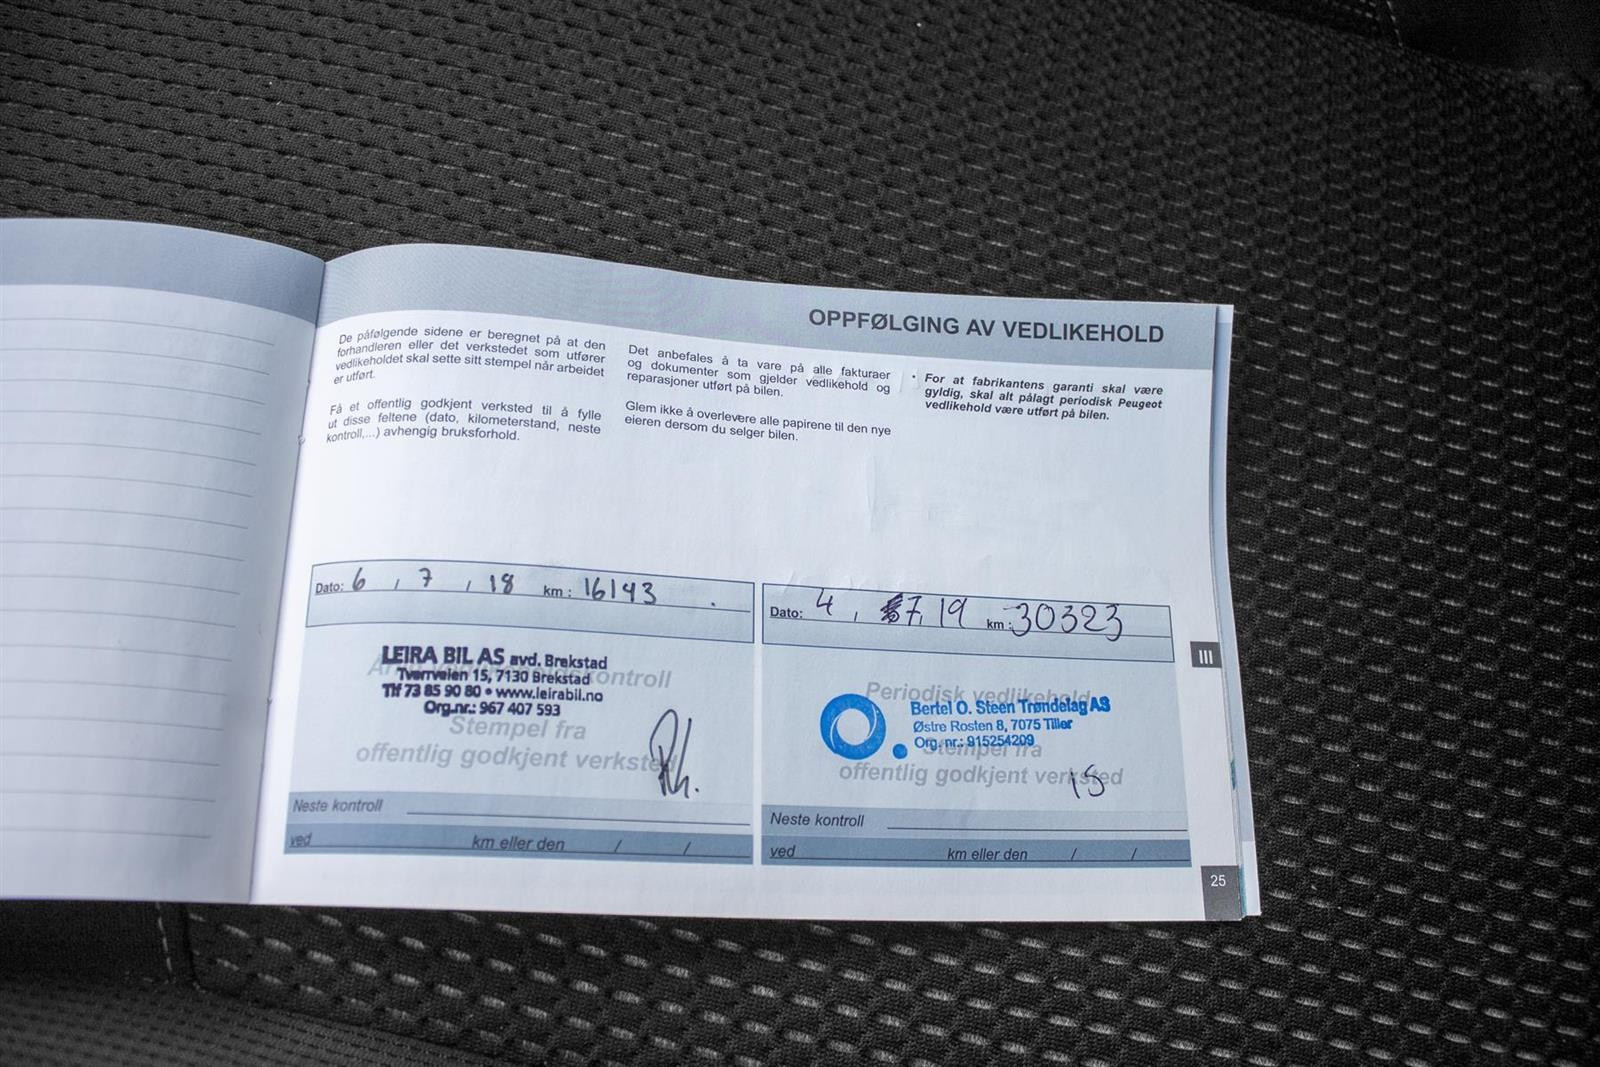 OPPFØLGING AV VEDLIKEHOLD
De påfølgende sidene er beregnet på at den
forhandleren eller det verkstedet som utfører
vedlikeholdet skal sette sitt stempel når arbeidet
er utført.
Få et offentlig godkjent verksted til å fylle
ut disse feltene (dato, kilometerstand, neste
kontroll,...) avhengig bruksforhold.
Det anbefales å ta vare på alle fakturaer
og dokumenter som gjelder vedlikehold og
reparasjoner utført på bilen.
Glem ikke å overlevere alle papirene til den nye
eieren dersom du selger bilen.
• For at fabrikantens garanti skal være
gyldig, skal alt pålagt periodisk Peugeot
vedlikehold være utført på bilen.
Dato: 6 , 7 , 18 km : 16143 .
LEIRA BIL AS avd. Brekstad
Tverrveien 15, 7130 Brekstad
Tlf 73 85 90 80 • www.leirabil.no
Org.nr.: 967 407 593
Stempel fra
offentlig godkjent verksted
Neste kontroll
ved km eller den / /
Dato: 4 , 7, 19 km : 30323
Periodisk vedlikehold
Bertel O. Steen Trøndelag AS
Østre Rosten 8, 7075 Tiller
Org. nr.: 915254209
Stempel fra
offentlig godkjent verksted
Neste kontroll
ved km eller den / /
III
25